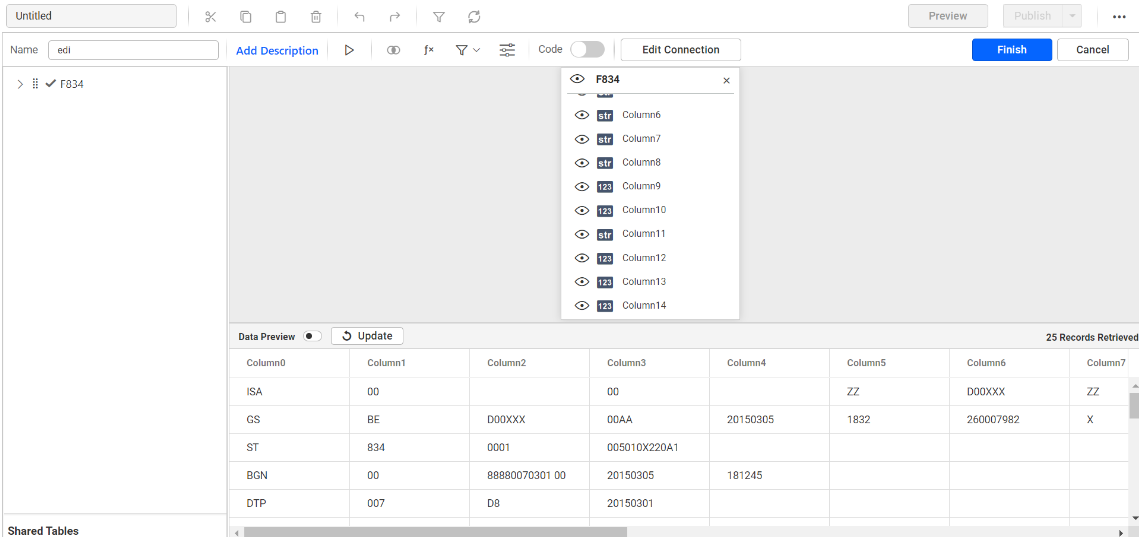 Untitled
Preview
Publish
Name
edi
Add Description
Code
Edit Connection
Finish
Cancel
F834
F834
str Column6
str Column7
str Column8
123 Column9
123 Column10
str Column11
123 Column12
123 Column13
123 Column14
Data Preview Update 25 Records Retrieved
Column0 Column1 Column2 Column3 Column4 Column5 Column6 Column7
ISA 00 00 ZZ D00XXX ZZ
GS BE D00XXX 00AA 20150305 1832 260007982 X
ST 834 0001 005010X220A1
BGN 00 88880070301 00 20150305 181245
DTP 007 D8 20150301
Shared Tables